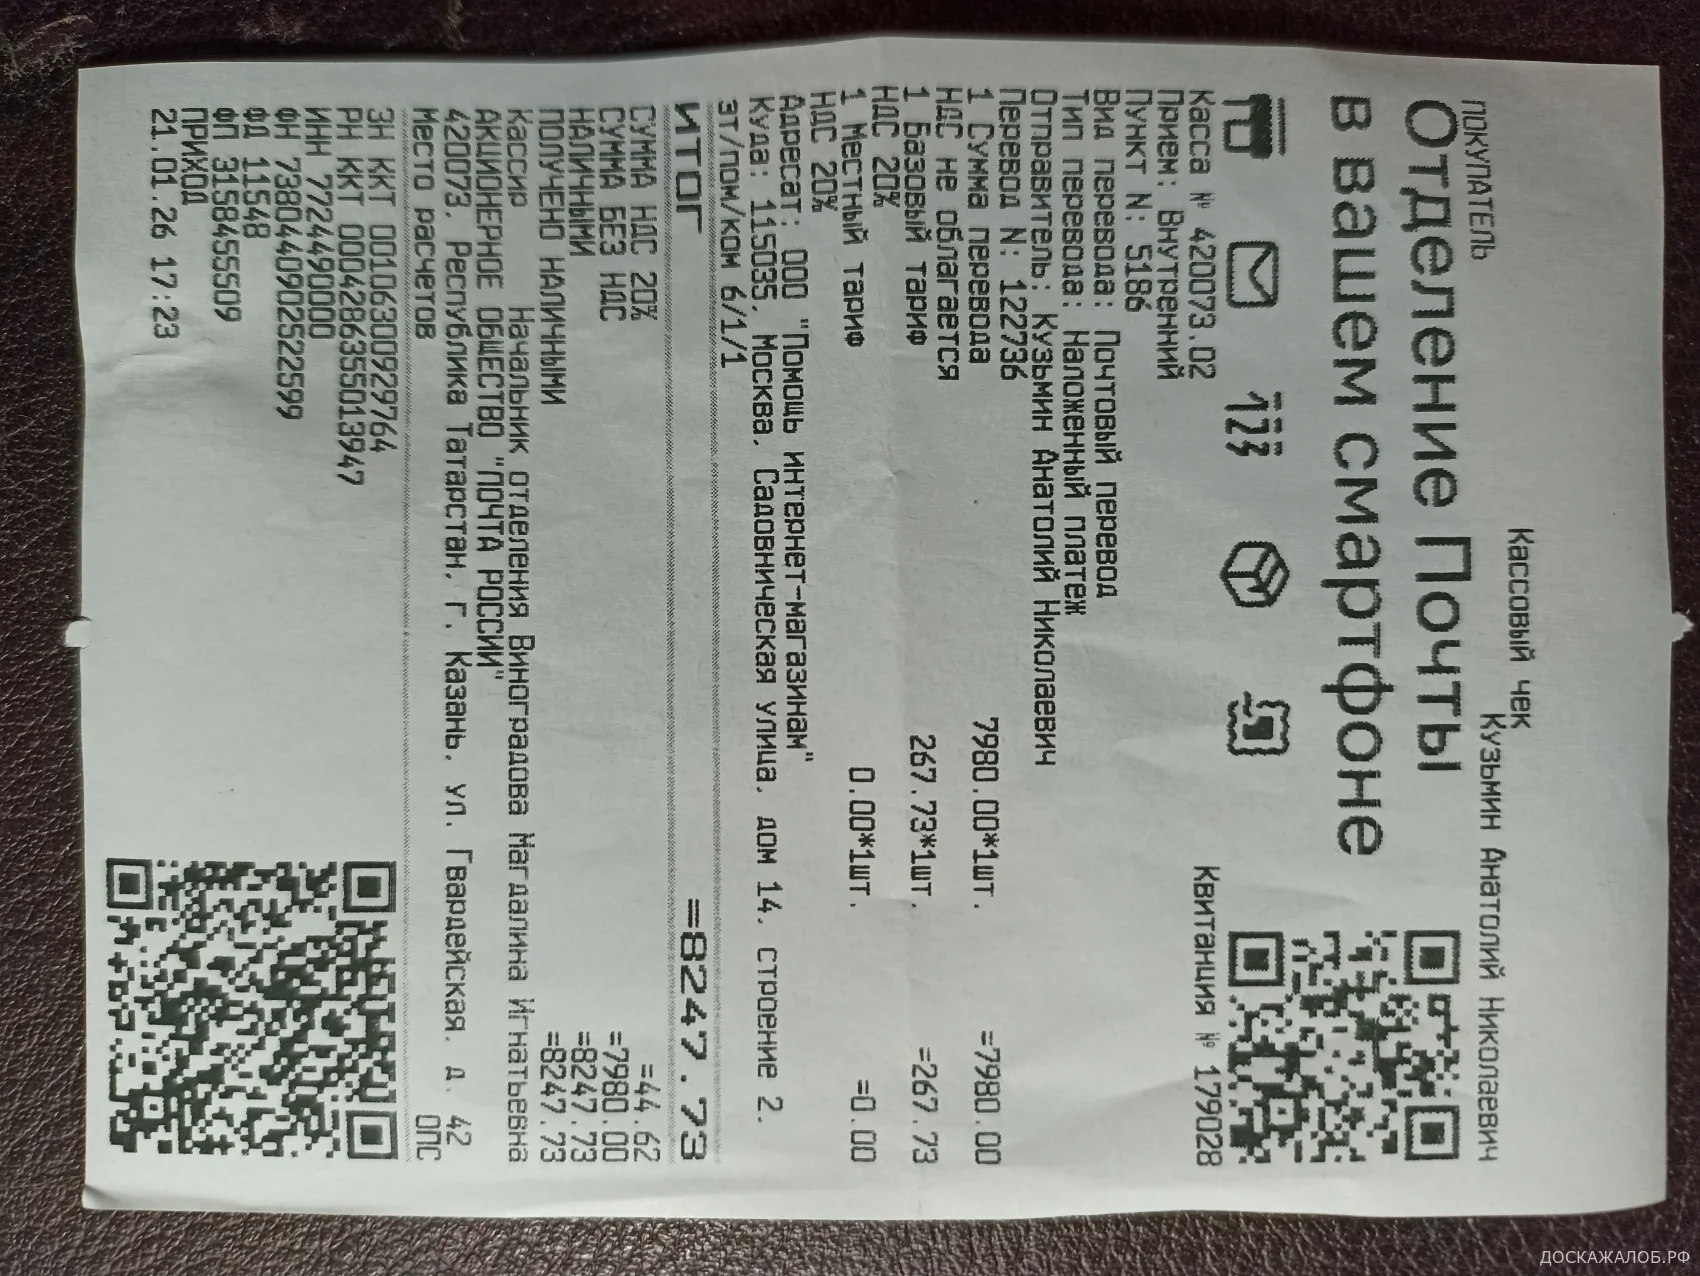 Кассовый чек
ПОКУПАТЕЛЬ Кузьмин Анатолий Николаевич
Отделение Почты
в вашем смартфоне
Касса № 420073.02 Квитанция № 179028
Прием: Внутренний
Пункт N: 5186
Вид перевода: Почтовый перевод
Тип перевода: Наложенный платеж
Отправитель: Кузьмин Анатолий Николаевич
Перевод N: 122736
1 Сумма перевода 7980.00*1шт. =7980.00
НДС не облагается
1 Базовый тариф 267.73*1шт. =267.73
НДС 20%
1 Местный тариф 0.00*1шт. =0.00
НДС 20%
Адресат: ООО "Помощь интернет-магазинам"
Куда: 115035, Москва, Садовническая улица, дом 14, строение 2,
эт/пом/ком 6/1/1
ИТОГ =8247.73
СУММА НДС 20% =44.62
СУММА БЕЗ НДС =7980.00
НАЛИЧНЫМИ =8247.73
ПОЛУЧЕНО НАЛИЧНЫМИ =8247.73
Кассир Начальник отделения Виноградова Магдалина Игнатьевна
АКЦИОНЕРНОЕ ОБЩЕСТВО "ПОЧТА РОССИИ"
420073, Республика Татарстан, г. Казань, ул. Гвардейская, д. 42
Место расчетов ОПС
ЗН ККТ 00106300929764
РН ККТ 0004286355013947
ИНН 7724490000
ФН 7380440902522599
ФД 11548
ФП 3158455509
ПРИХОД
21.01.26 17:23
ДОСКАЖАЛОБ.РФ